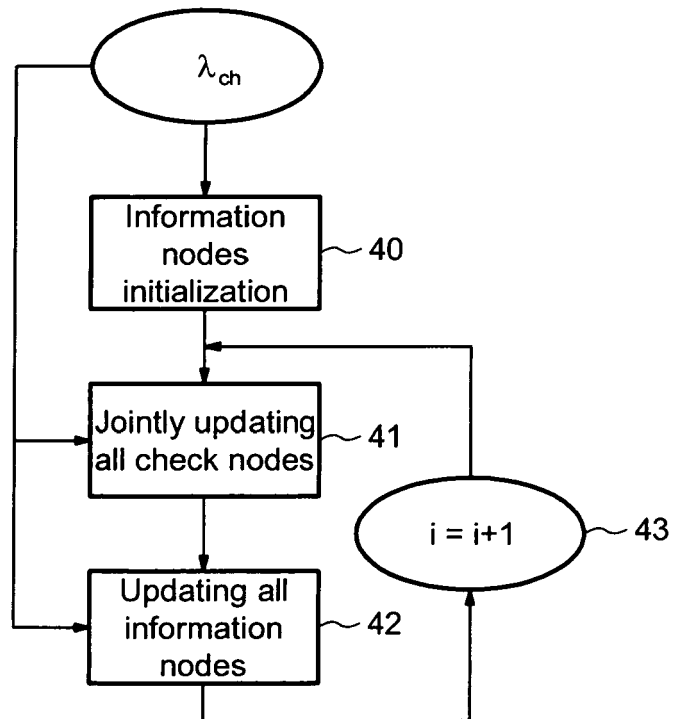 λch
Information
nodes
initialization
40
Jointly updating
all check nodes
41
i = i+1
43
Updating all
information
nodes
42